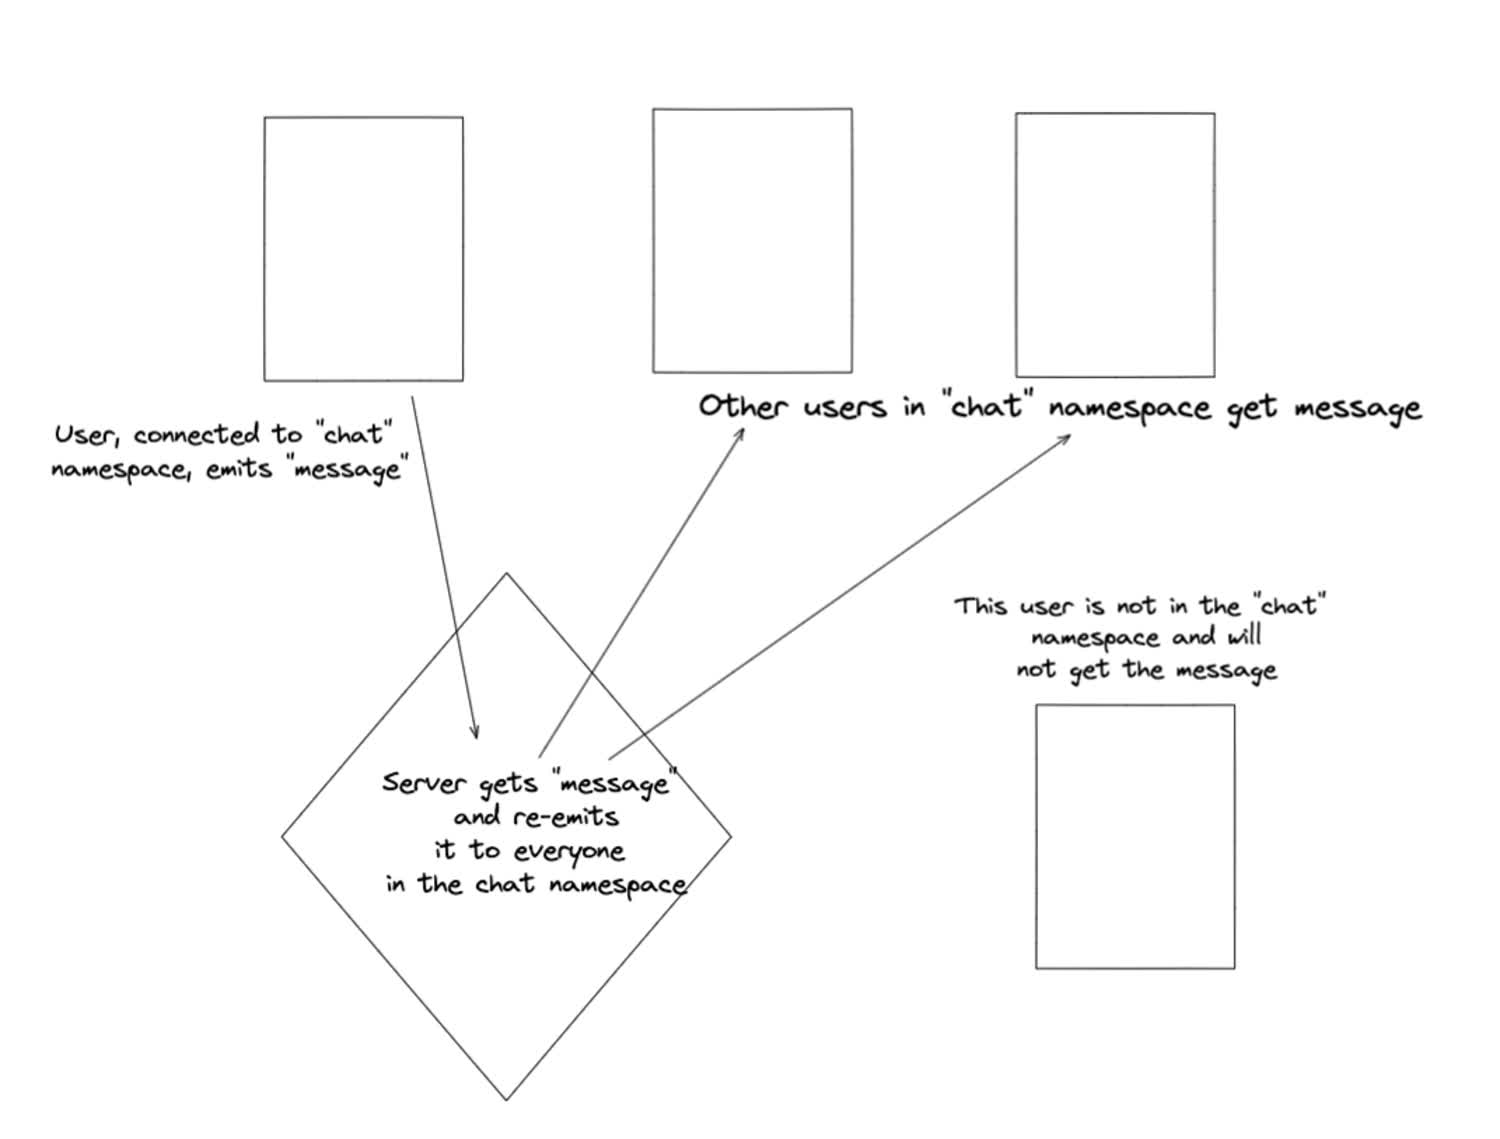 User, connected to "chat"
namespace, emits "message"
Other users in "chat" namespace get message
This user is not in the "chat"
namespace and will
not get the message
Server gets "message"
and re-emits
it to everyone
in the chat namespace